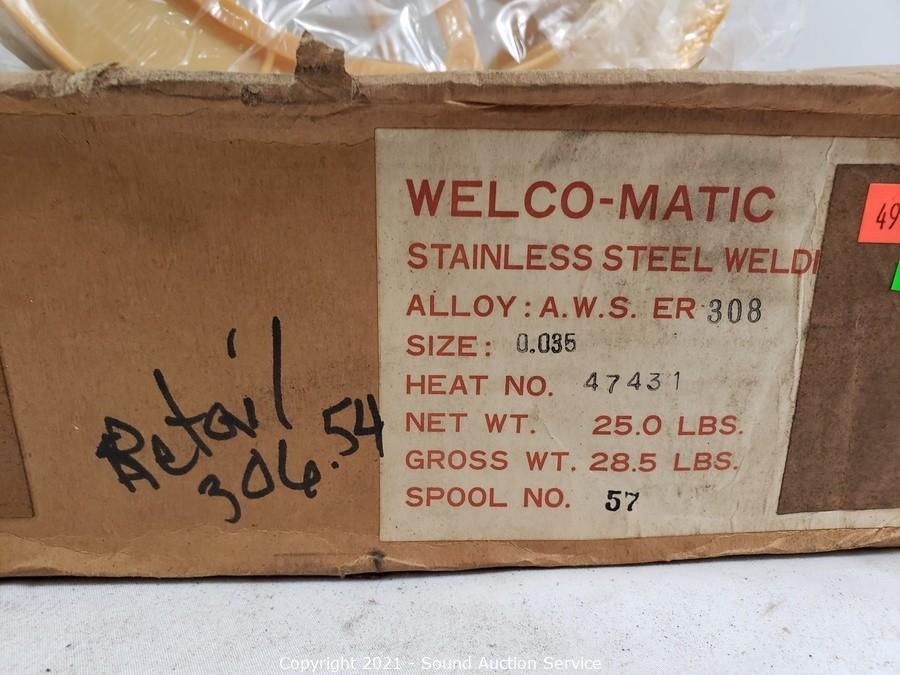 WELCO-MATIC
STAINLESS STEEL WELDI
ALLOY: A.W.S. ER 308
SIZE: 0.035
HEAT NO. 47431
NET WT. 25.0 LBS.
GROSS WT. 28.5 LBS.
SPOOL NO. 57
Retail
306.54
49
Copyright 2021 - Sound Auction Service